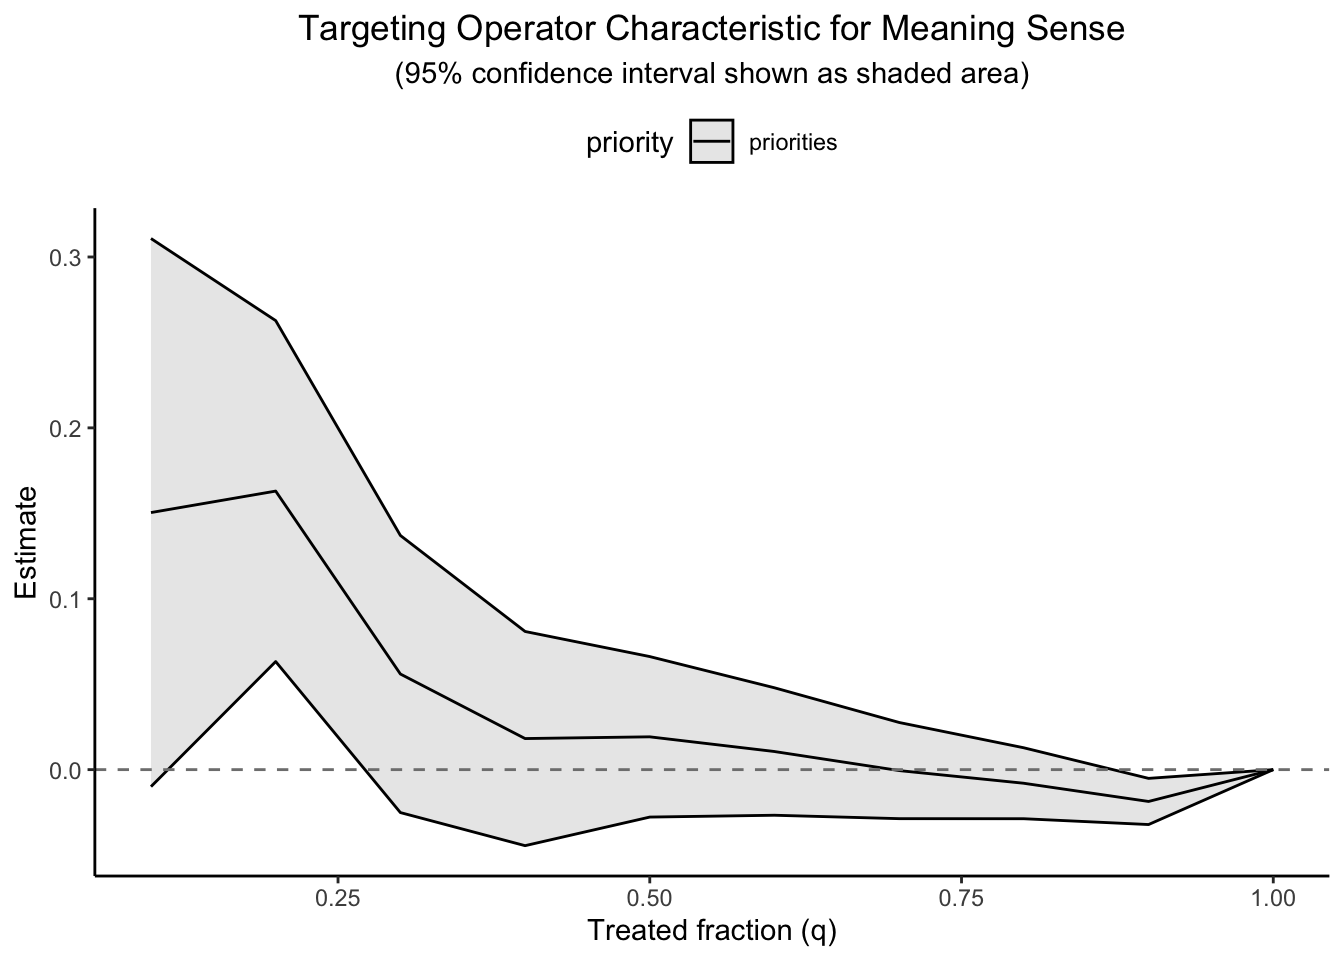 Targeting Operator Characteristic for Meaning Sense
(95% confidence interval shown as shaded area)
priority priorities
0.3
0.2
0.1
0.0
Estimate
0.25 0.50 0.75 1.00
Treated fraction (q)